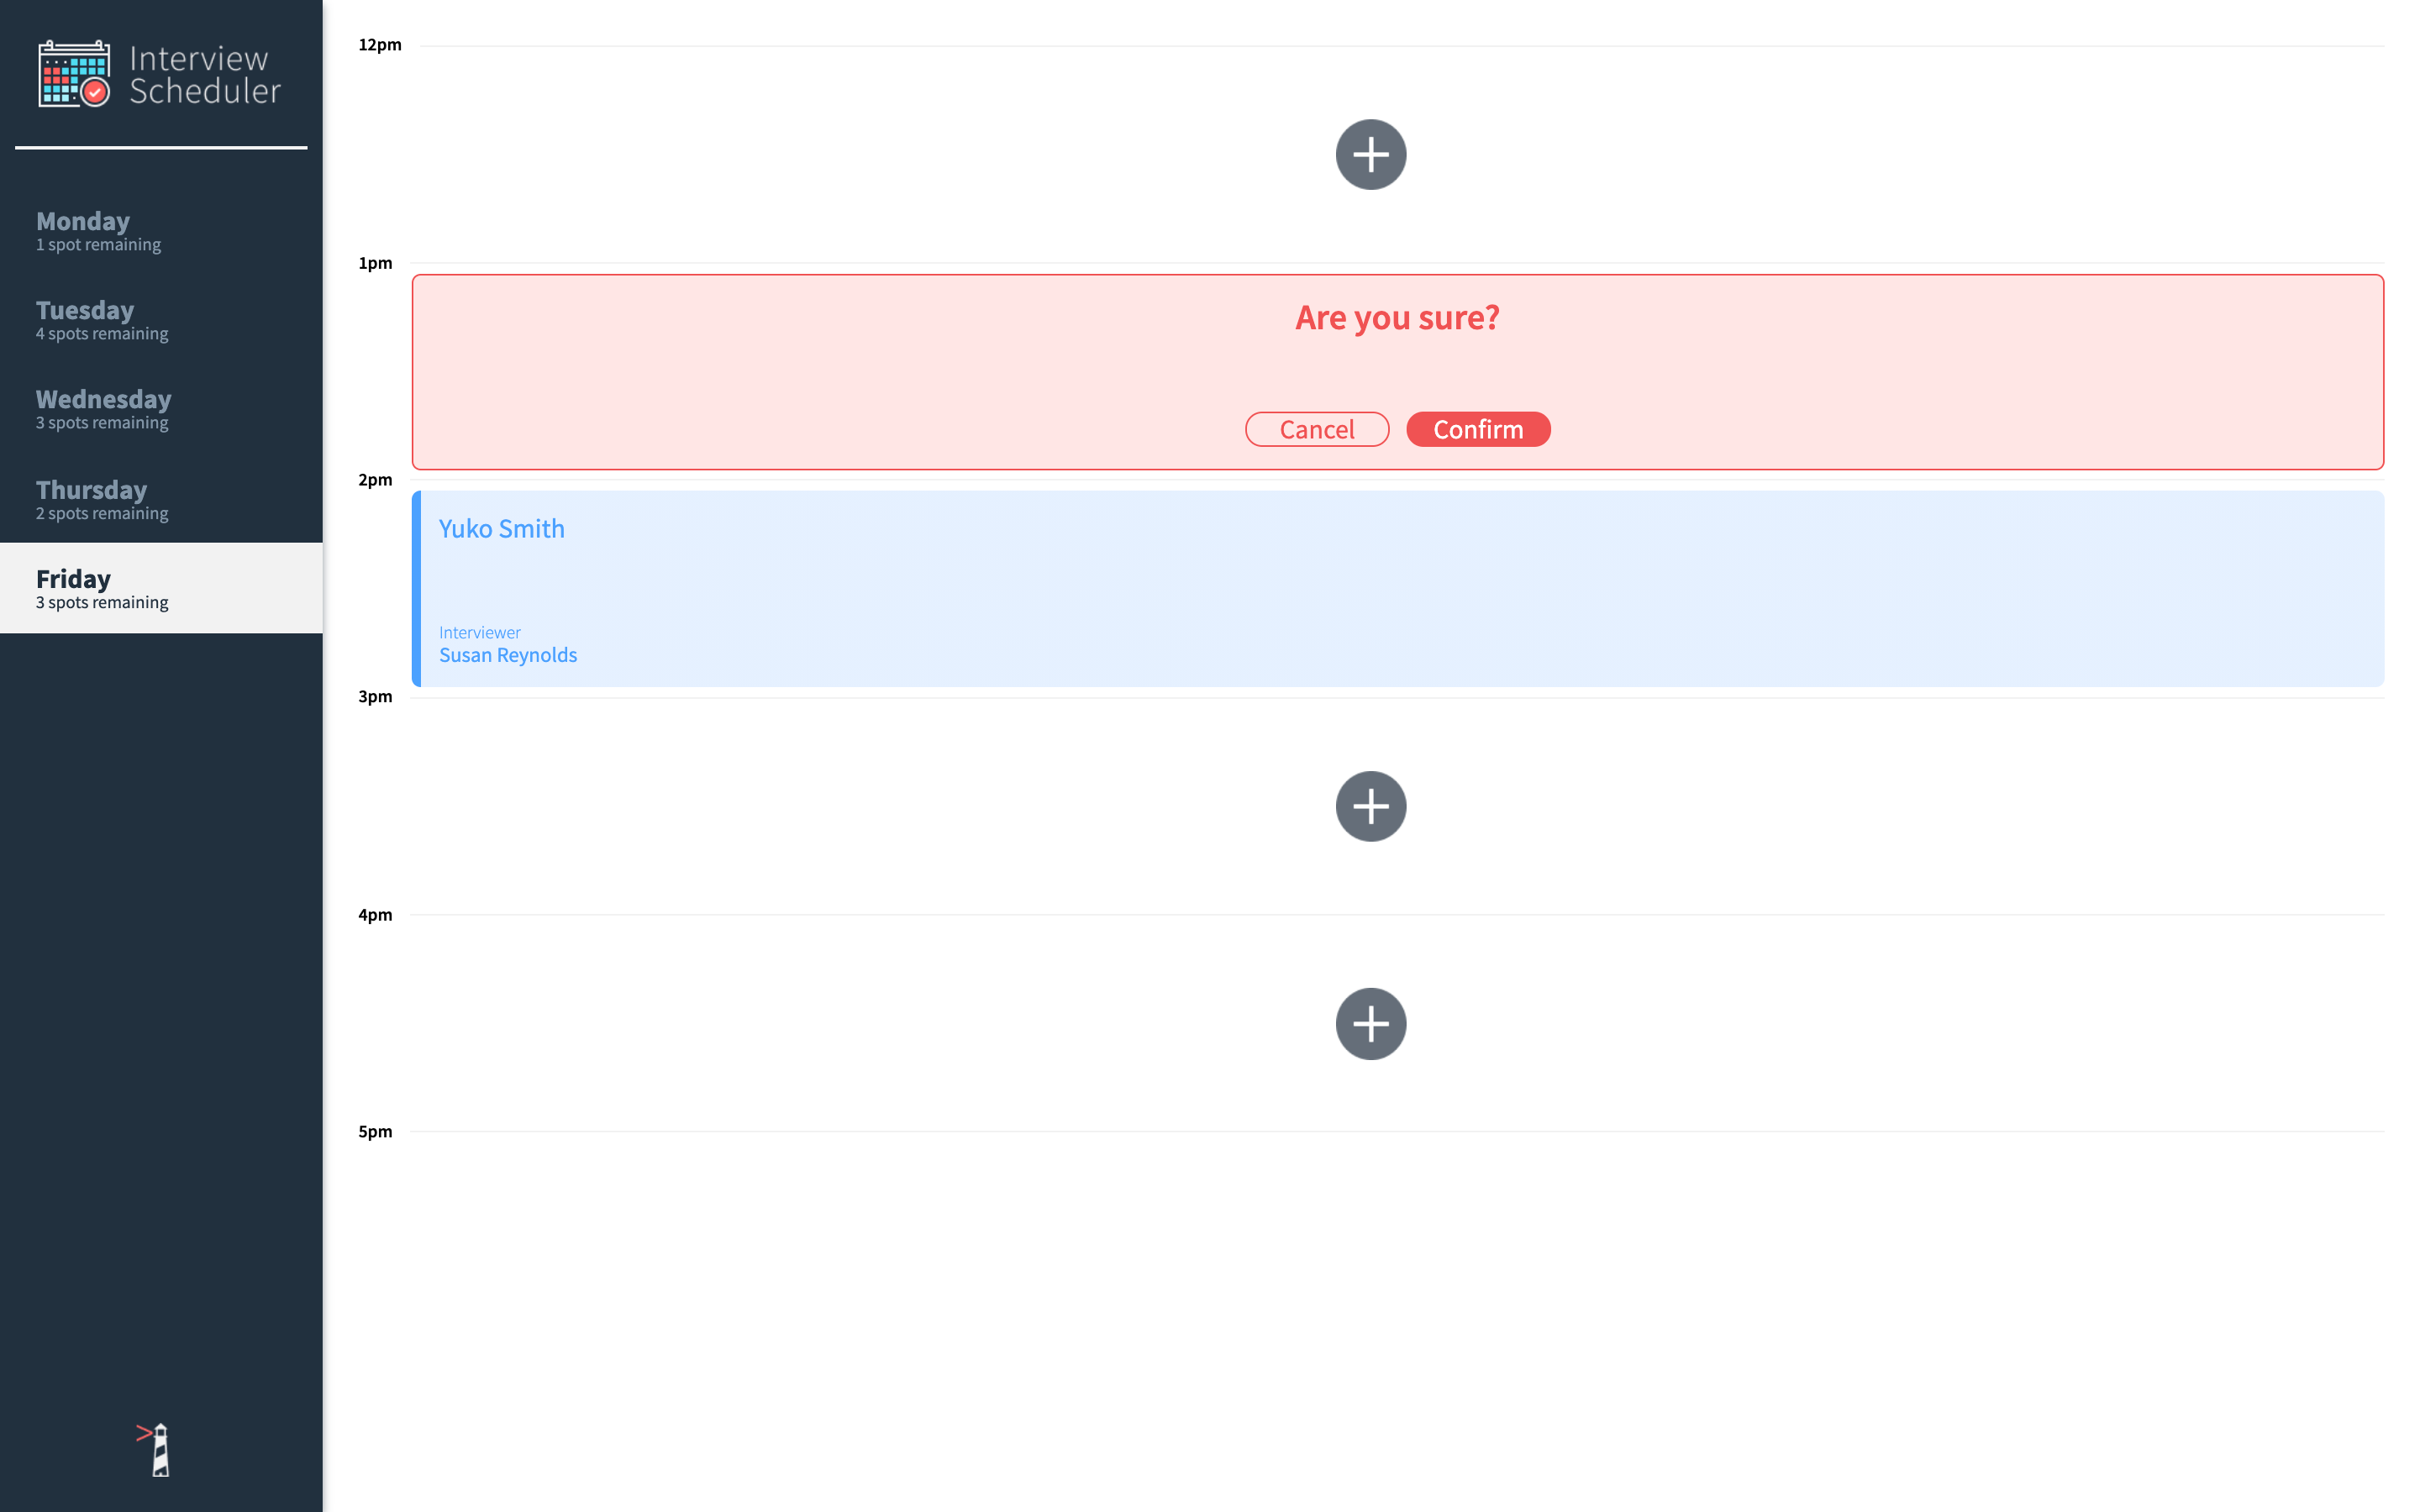 Interview
Scheduler
Monday
1 spot remaining
Tuesday
4 spots remaining
Wednesday
3 spots remaining
Thursday
2 spots remaining
Friday
3 spots remaining
12pm
1pm
Are you sure?
Cancel
Confirm
2pm
Yuko Smith
Interviewer
Susan Reynolds
3pm
4pm
5pm